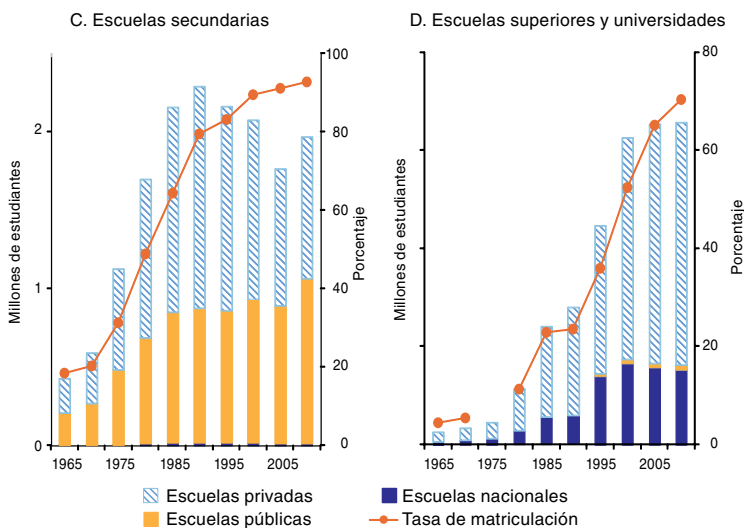 C. Escuelas secundarias
D. Escuelas superiores y universidades
Millones de estudiantes
2
1
0
100
80
60
40
20
0
Porcentaje
1965
1975
1985
1995
2005
Millones de estudiantes
80
60
40
20
0
Porcentaje
1965
1975
1985
1995
2005
Escuelas privadas
Escuelas nacionales
Escuelas públicas
Tasa de matriculación